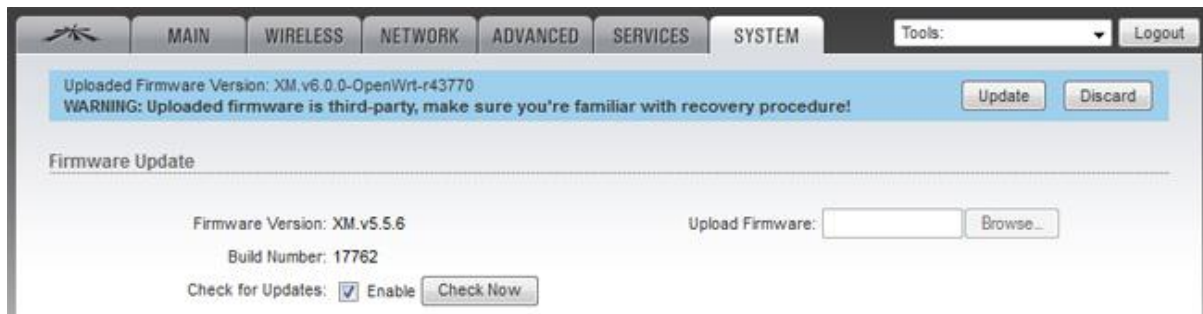 MAIN WIRELESS NETWORK ADVANCED SERVICES SYSTEM Tools: Logout
Uploaded Firmware Version: XM.v6.0.0-OpenWrt-r43770
WARNING: Uploaded firmware is third-party, make sure you're familiar with recovery procedure!
Update Discard
Firmware Update
Firmware Version: XM.v5.5.6 Upload Firmware: Browse...
Build Number: 17762
Check for Updates: Enable Check Now